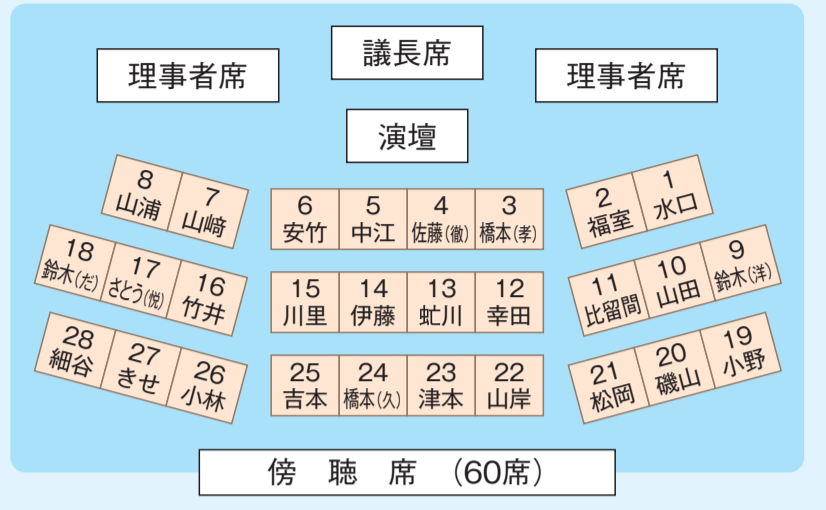 議長席
理事者席
理事者席
演壇
8
山浦
7
山﨑
6
安竹
5
中江
4
佐藤(徹)
3
橋本(孝)
2
福室
1
水口
18
鈴木(だ)
17
さとう(悦)
16
竹井
15
川里
14
伊藤
13
虻川
12
幸田
11
比留間
10
山田
9
鈴木(洋)
28
細谷
27
きせ
26
小林
25
吉本
24
橋本(久)
23
津本
22
山岸
21
松岡
20
磯山
19
小野
傍聴席（60席）